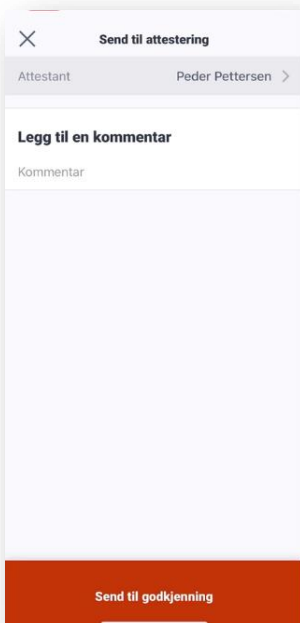 Send til attestering
Attestant Peder Pettersen
Legg til en kommentar
Kommentar
Send til godkjenning